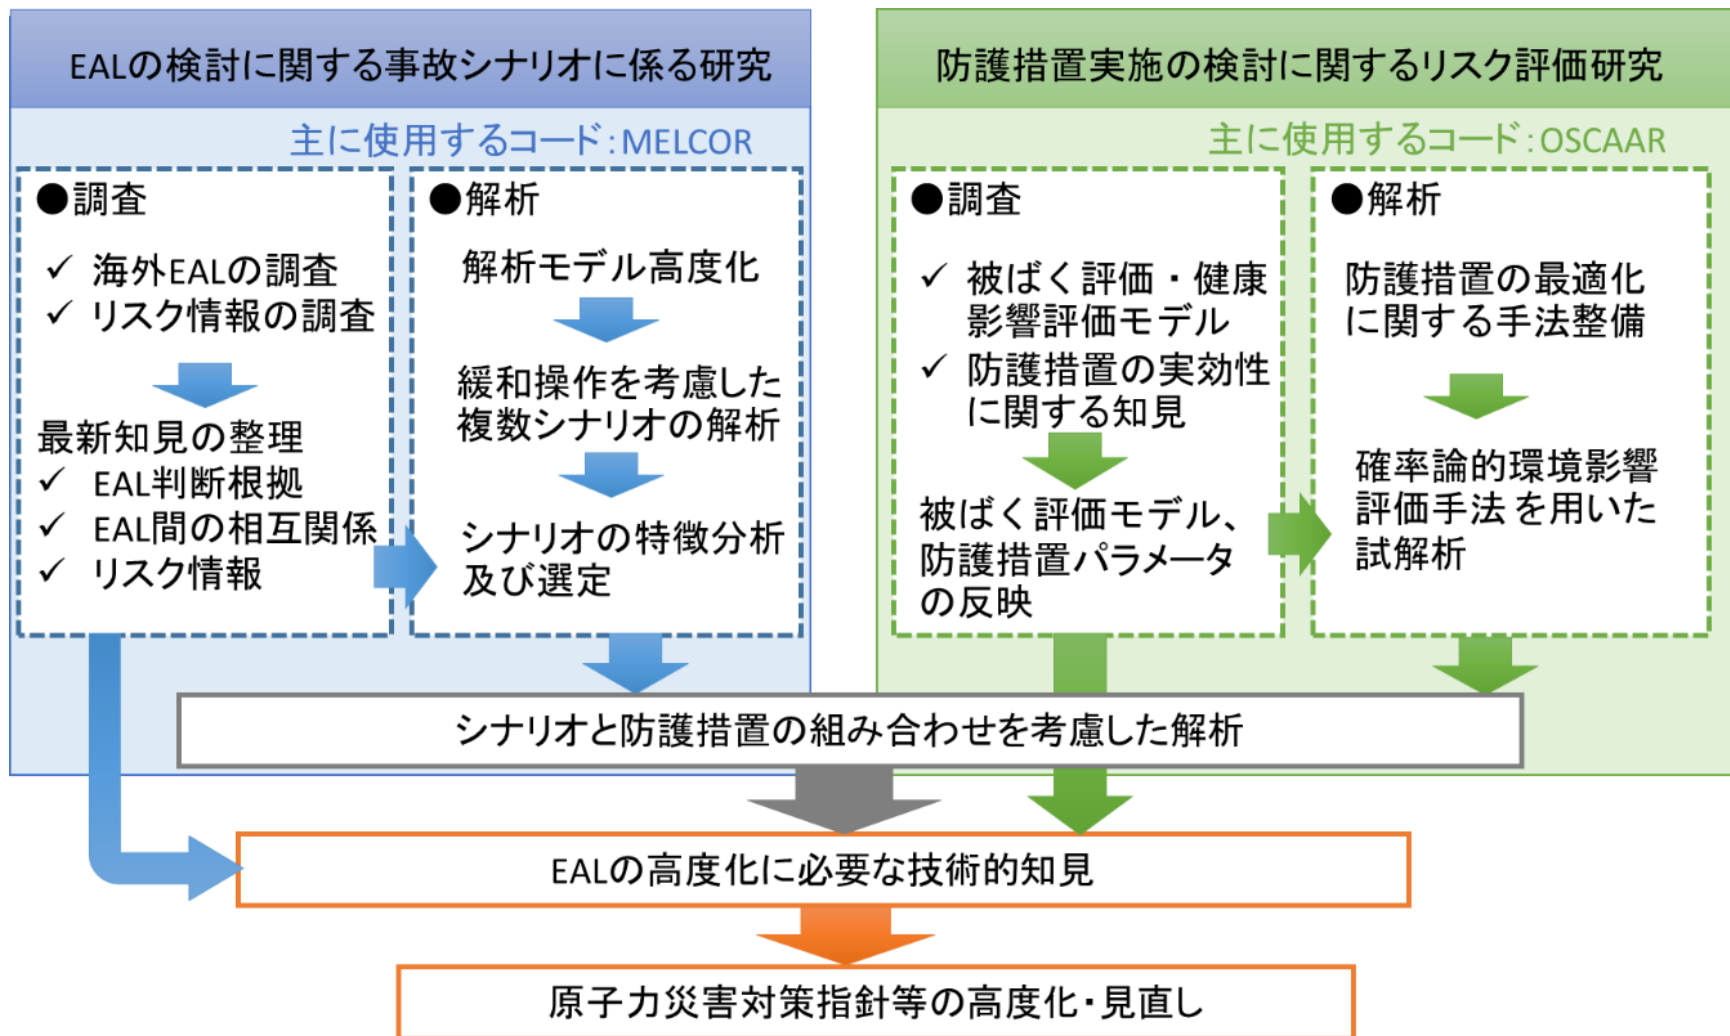 EALの検討に関する事故シナリオに係る研究
主に使用するコード:MELCOR
●調査
✓ 海外EALの調査
✓ リスク情報の調査
最新知見の整理
✓ EAL判断根拠
✓ EAL間の相互関係
✓ リスク情報
●解析
解析モデル高度化
緩和操作を考慮した
複数シナリオの解析
シナリオの特徴分析
及び選定
防護措置実施の検討に関するリスク評価研究
主に使用するコード:OSCAAR
●調査
✓ 被ばく評価・健康
影響評価モデル
✓ 防護措置の実効性
に関する知見
被ばく評価モデル、
防護措置パラメータ
の反映
●解析
防護措置の最適化
に関する手法整備
確率論的環境影響
評価手法 を用いた
試解析
シナリオと防護措置の組み合わせを考慮した解析
EALの高度化に必要な技術的知見
原子力災害対策指針等の高度化・見直し